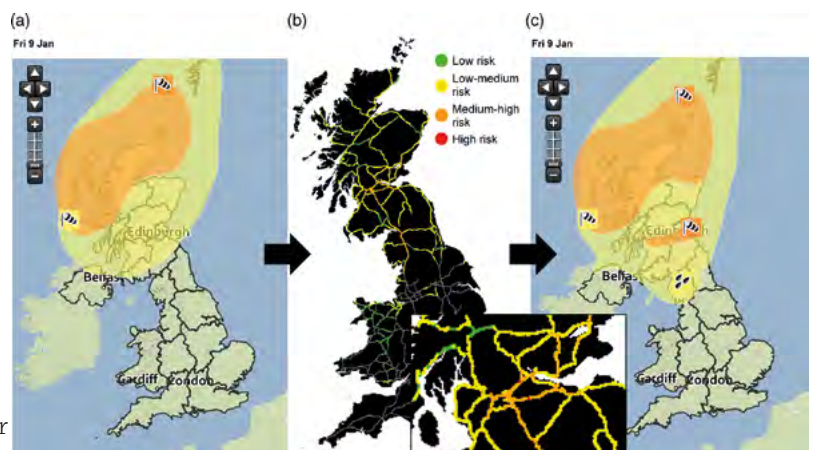 (a)
Fri 9 Jan
Edinburgh
Belfast
Cardiff London
(b)
Low risk
Low-medium
risk
Medium-high
risk
High risk
(c)
Fri 9 Jan
Edinburgh
Belfas
Cardiff London
r